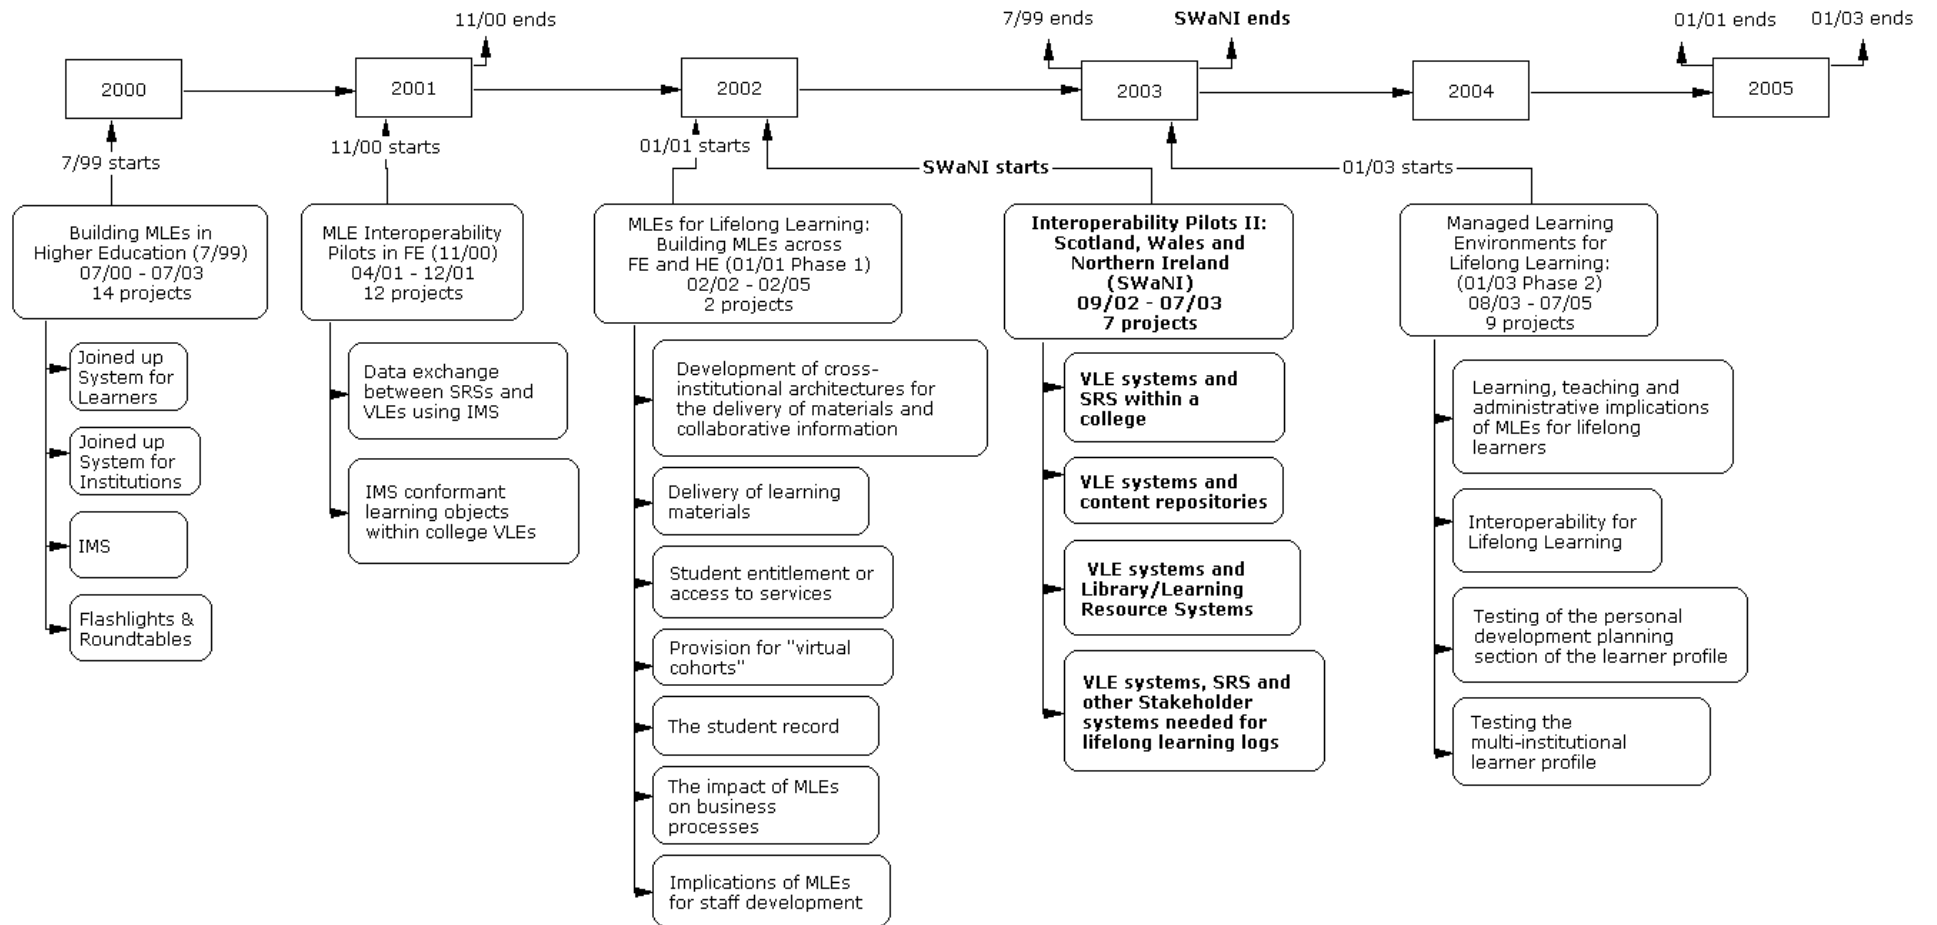 11/00 ends
7/99 ends
SWaNI ends
01/01 ends
01/03 ends
2000
2001
2002
2003
2004
2005
7/99 starts
11/00 starts
01/01 starts
SWaNI starts
01/03 starts
Building MLEs in
Higher Education (7/99)
07/00 - 07/03
14 projects
Joined up
System for
Learners
Joined up
System for
Institutions
IMS
Flashlights &
Roundtables
MLE Interoperability
Pilots in FE (11/00)
04/01 - 12/01
12 projects
Data exchange
between SRSs and
VLEs using IMS
IMS conformant
learning objects
within college VLEs
MLEs for Lifelong Learning:
Building MLEs across
FE and HE (01/01 Phase 1)
02/02 - 02/05
2 projects
Development of cross-
institutional architectures for
the delivery of materials and
collaborative information
Delivery of learning
materials
Student entitlement or
access to services
Provision for "virtual
cohorts"
The student record
The impact of MLEs
on business
processes
Implications of MLEs
for staff development
Interoperability Pilots II:
Scotland, Wales and
Northern Ireland
(SWaNI)
09/02 - 07/03
7 projects
VLE systems and
SRS within a
college
VLE systems and
content repositories
VLE systems and
Library/Learning
Resource Systems
VLE systems, SRS and
other Stakeholder
systems needed for
lifelong learning logs
Managed Learning
Environments for
Lifelong Learning:
(01/03 Phase 2)
08/03 - 07/05
9 projects
Learning, teaching and
administrative implications
of MLEs for lifelong
learners
Interoperability for
Lifelong Learning
Testing of the personal
development planning
section of the learner profile
Testing the
multi-institutional
learner profile